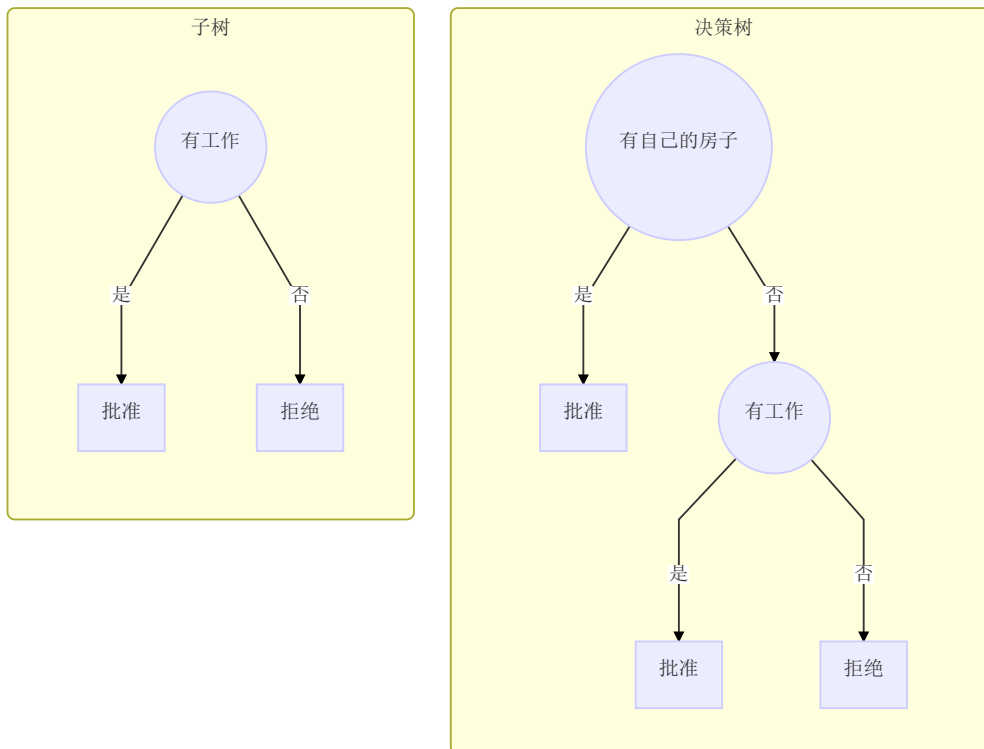 子树
有工作
是
否
批准
拒绝
决策树
有自己的房子
是
否
批准
有工作
是
否
批准
拒绝